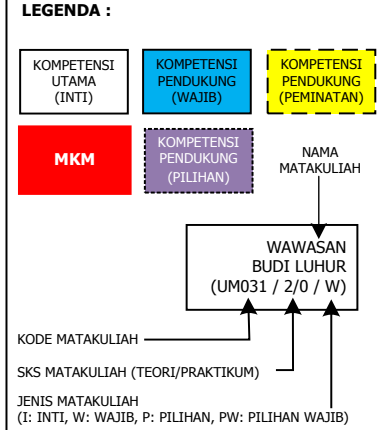 LEGENDA :
KOMPETENSI
UTAMA
(INTI)
KOMPETENSI
PENDUKUNG
(WAJIB)
KOMPETENSI
PENDUKUNG
(PEMINATAN)
MKM
KOMPETENSI
PENDUKUNG
(PILIHAN)
NAMA
MATAKULIAH
WAWASAN
BUDI LUHUR
(UM031 / 2/0 / W)
KODE MATAKULIAH
SKS MATAKULIAH (TEORI/PRAKTIKUM)
JENIS MATAKULIAH
(I: INTI, W: WAJIB, P: PILIHAN, PW: PILIHAN WAJIB)